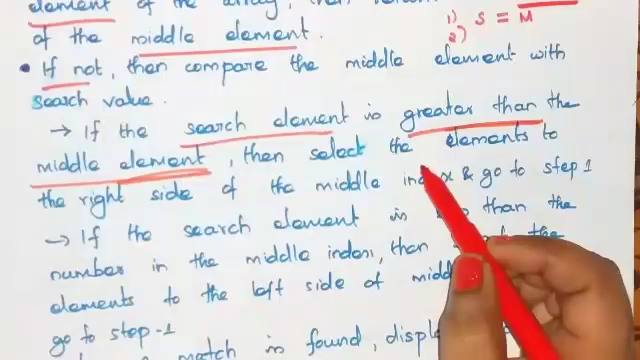 element of the array, then
of the middle element.
1) S = M
2)
• If not, then compare the middle element with
search value.
→ If the search element is greater than the
middle element, then select the elements to
the right side of the middle index & go to step 1
→ If the search element is than the
number in the middle index, then the
elements to the left side of
go to step-1
match is found,